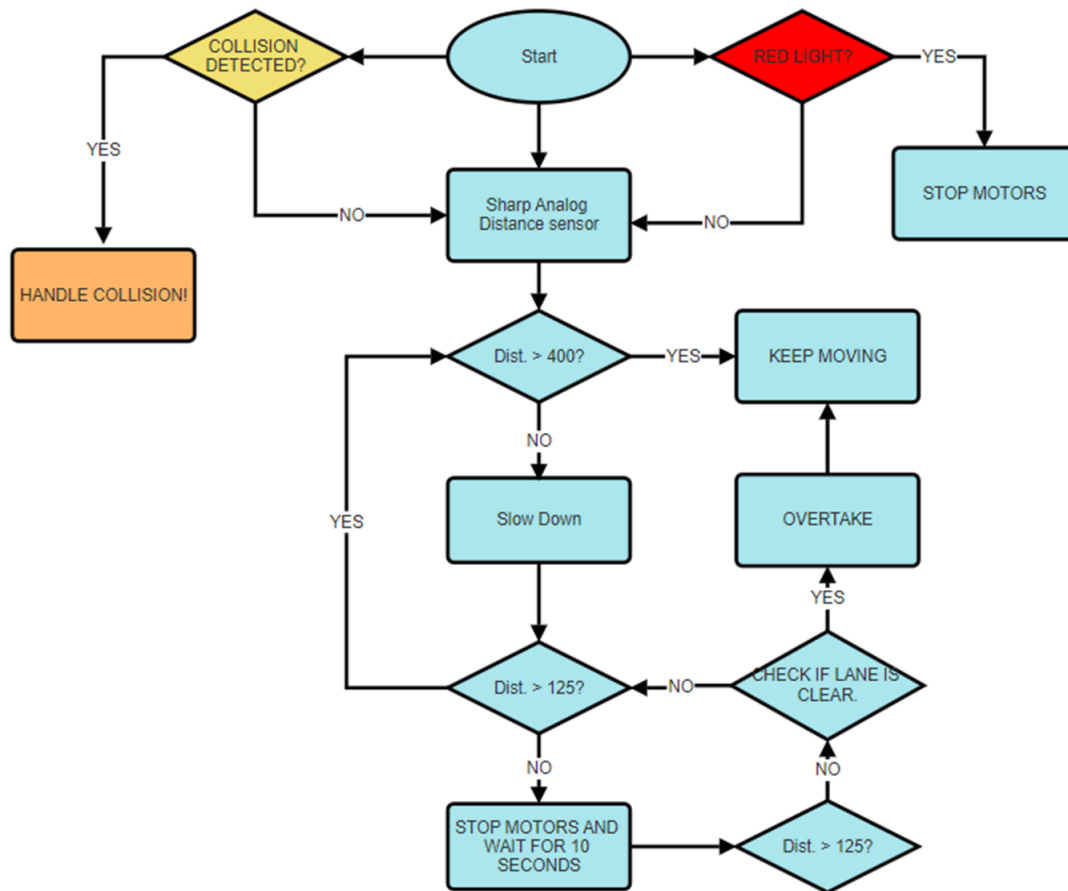 COLLISION
DETECTED?
Start
RED LIGHT?
YES
YES
Sharp Analog
Distance sensor
STOP MOTORS
NO
NO
HANDLE COLLISION!
Dist. > 400?
YES
KEEP MOVING
NO
Slow Down
OVERTAKE
YES
YES
Dist. > 125?
NO
CHECK IF LANE IS
CLEAR.
NO
NO
STOP MOTORS AND
WAIT FOR 10
SECONDS
Dist. > 125?